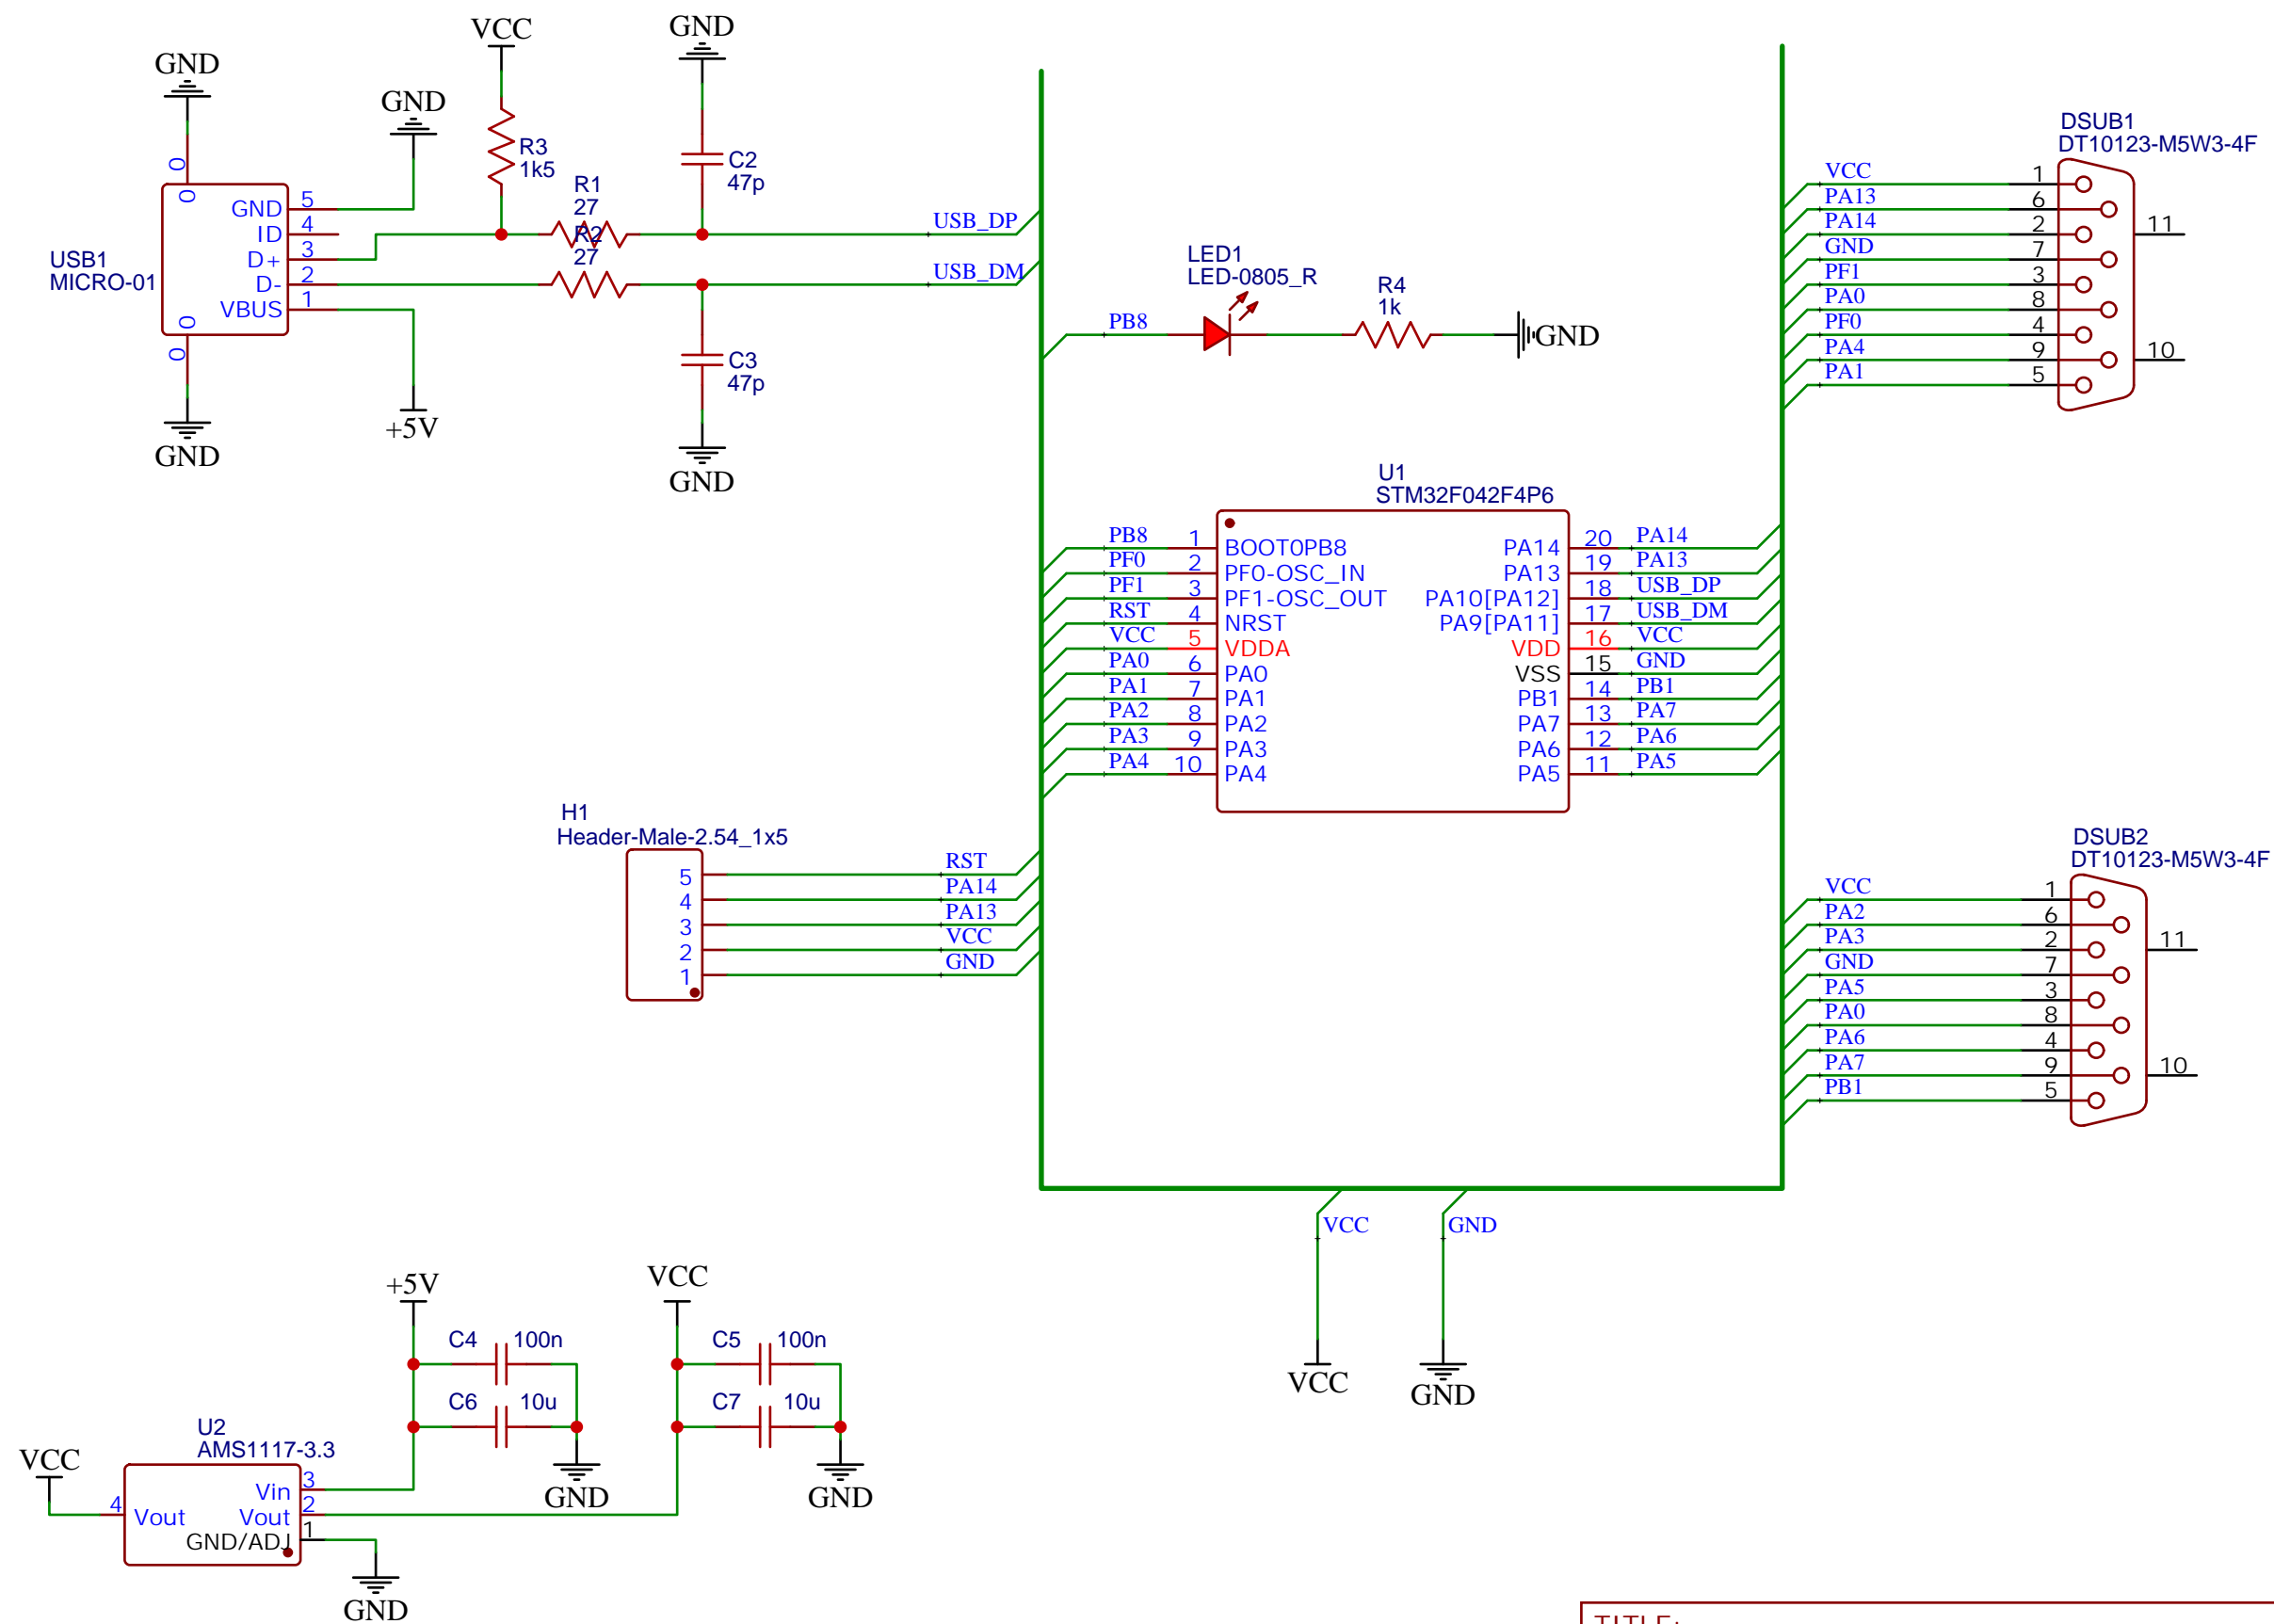 VCC
GND
GND
GND
R3
1k5
C2
47p
R1
27
R2
27
0
0
GND 5
ID 4
D+ 3
D- 2
VBUS 1
0
0
USB1
MICRO-01
GND
+5V
C3
47p
GND
USB_DP
USB_DM
LED1
LED-0805_R
R4
1k
PB8
GND
DSUB1
DT10123-M5W3-4F
VCC 1
PA13 6
PA14 2
GND 7
PF1 3
PA0 8
PF0 4
PA4 9
PA1 5
11
10
U1
STM32F042F4P6
PB8 1 BOOT0PB8 PA14 20 PA14
PF0 2 PF0-OSC_IN PA13 19 PA13
PF1 3 PF1-OSC_OUT PA10[PA12] 18 USB_DP
RST 4 NRST PA9[PA11] 17 USB_DM
VCC 5 VDDA VDD 16 VCC
PA0 6 PA0 VSS 15 GND
PA1 7 PA1 PB1 14 PB1
PA2 8 PA2 PA7 13 PA7
PA3 9 PA3 PA6 12 PA6
PA4 10 PA4 PA5 11 PA5
H1
Header-Male-2.54_1x5
5 RST
4 PA14
3 PA13
2 VCC
1 GND
DSUB2
DT10123-M5W3-4F
VCC 1
PA2 6
PA3 2
GND 7
PA5 3
PA0 8
PA6 4
PA7 9
PB1 5
11
10
VCC
GND
VCC
GND
+5V
VCC
C4 100n
C6 10u
GND
C5 100n
C7 10u
GND
U2
AMS1117-3.3
VCC
4 Vout
Vin 3
Vout 2
GND/ADJ 1
GND
TITLE: